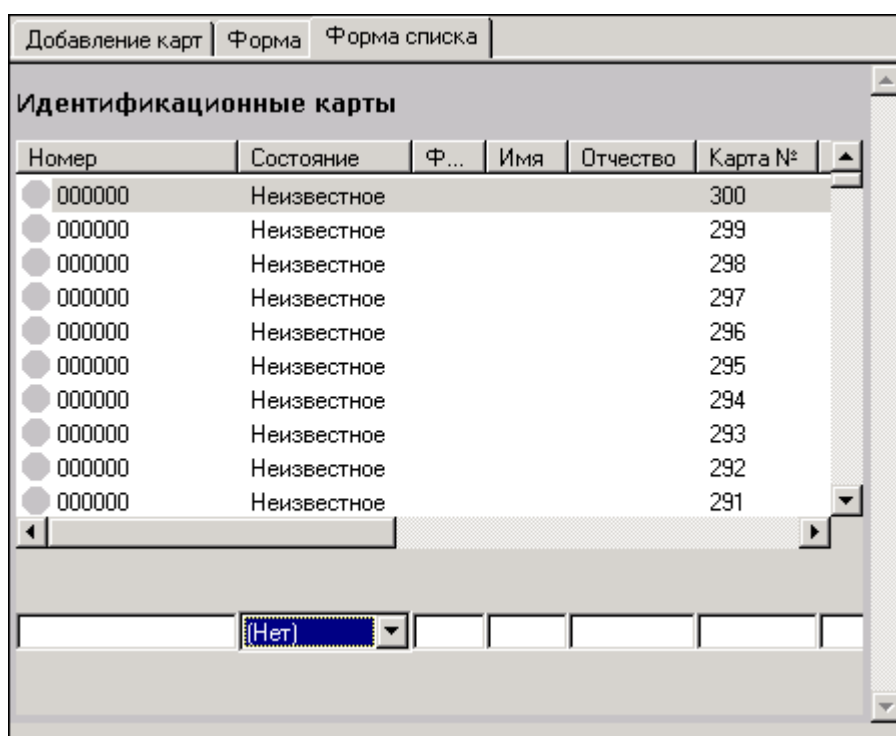 Добавление карт Форма Форма списка
Идентификационные карты
Номер Состояние Ф... Имя Отчество Карта №
000000 Неизвестное 300
000000 Неизвестное 299
000000 Неизвестное 298
000000 Неизвестное 297
000000 Неизвестное 296
000000 Неизвестное 295
000000 Неизвестное 294
000000 Неизвестное 293
000000 Неизвестное 292
000000 Неизвестное 291
(Нет)